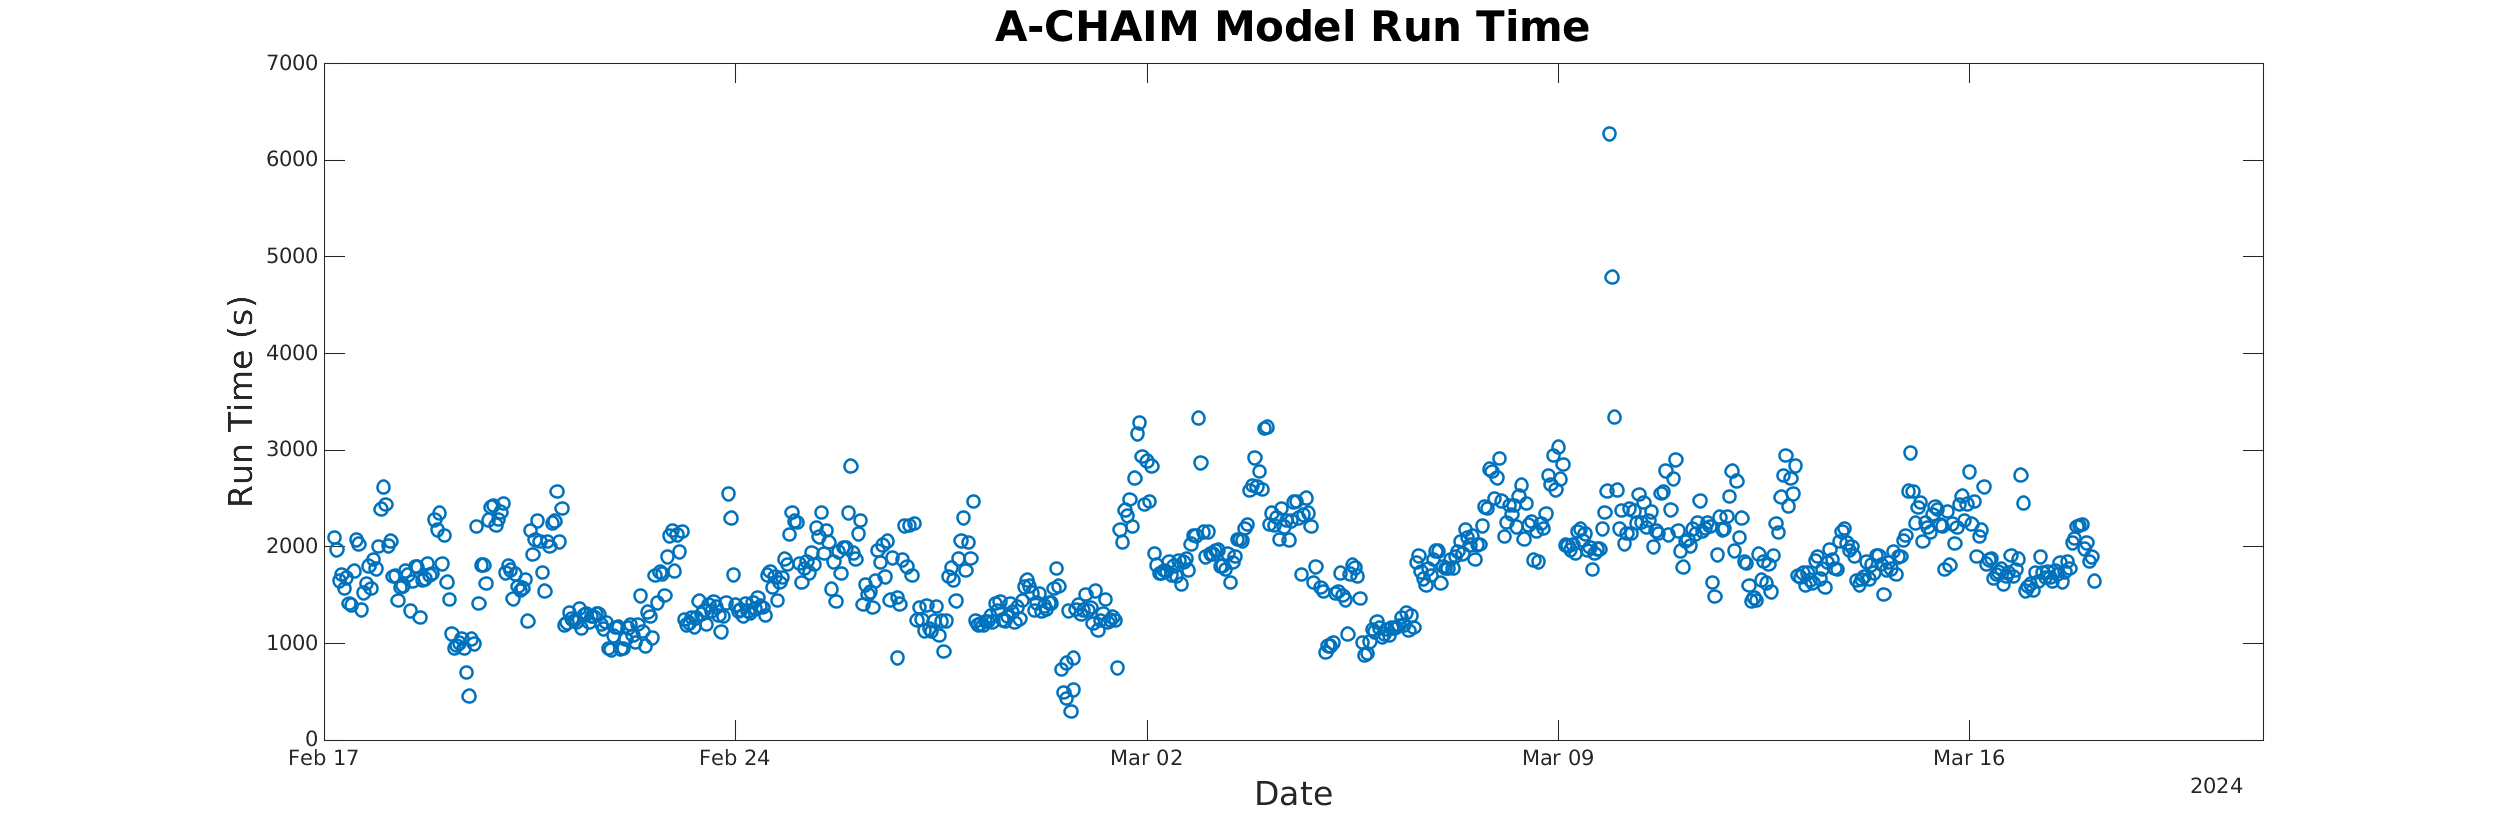 A-CHAIM Model Run Time
7000
6000
5000
4000
3000
2000
1000
0
Run Time (s)
Feb 17
Feb 24
Mar 02
Mar 09
Mar 16
2024
Date